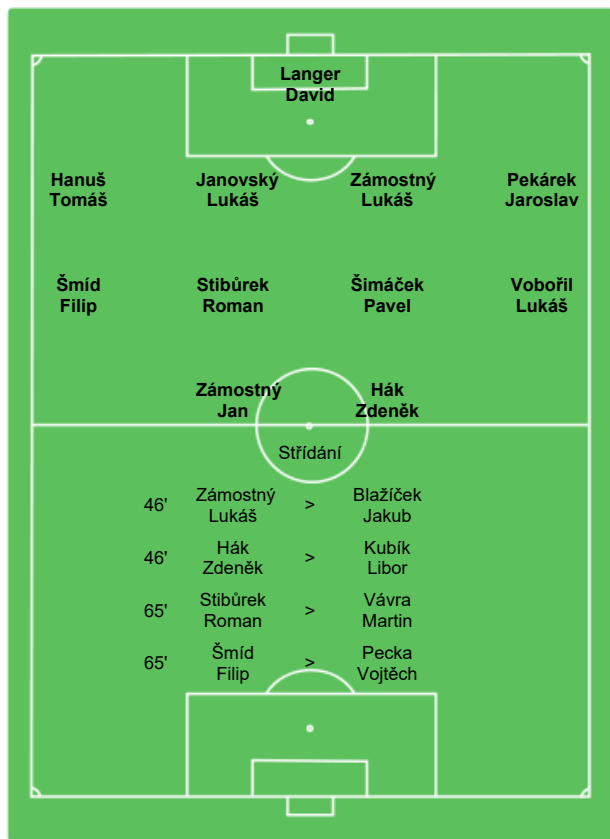 Langer
David
Hanuš Janovský Zámostný Pekárek
Tomáš Lukáš Lukáš Jaroslav
Šmíd Stibůrek Šimáček Vobořil
Filip Roman Pavel Lukáš
Zámostný Hák
Jan Zdeněk
Střídání
46' Zámostný Lukáš > Blažíček Jakub
46' Hák Zdeněk > Kubík Libor
65' Stibůrek Roman > Vávra Martin
65' Šmíd Filip > Pecka Vojtěch